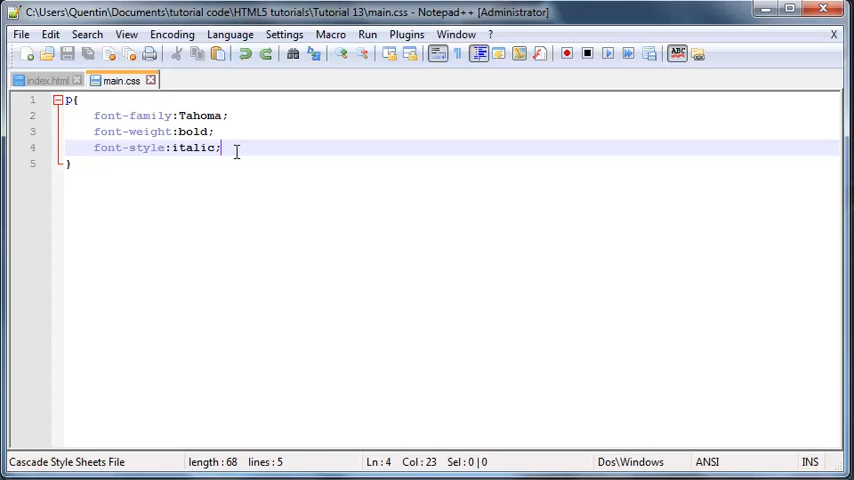 C:\Users\Quentin\Documents\tutorial code\HTML5 tutorials\Tutorial 13\main.css - Notepad++ [Administrator]
File Edit Search View Encoding Language Settings Macro Run Plugins Window ? X
ABC
index.html main.css
1 p{
2 font-family:Tahoma;
3 font-weight:bold;
4 font-style:italic;
5 }
Cascade Style Sheets File length : 68 lines : 5 Ln : 4 Col : 23 Sel : 0 | 0 Dos\Windows ANSI INS